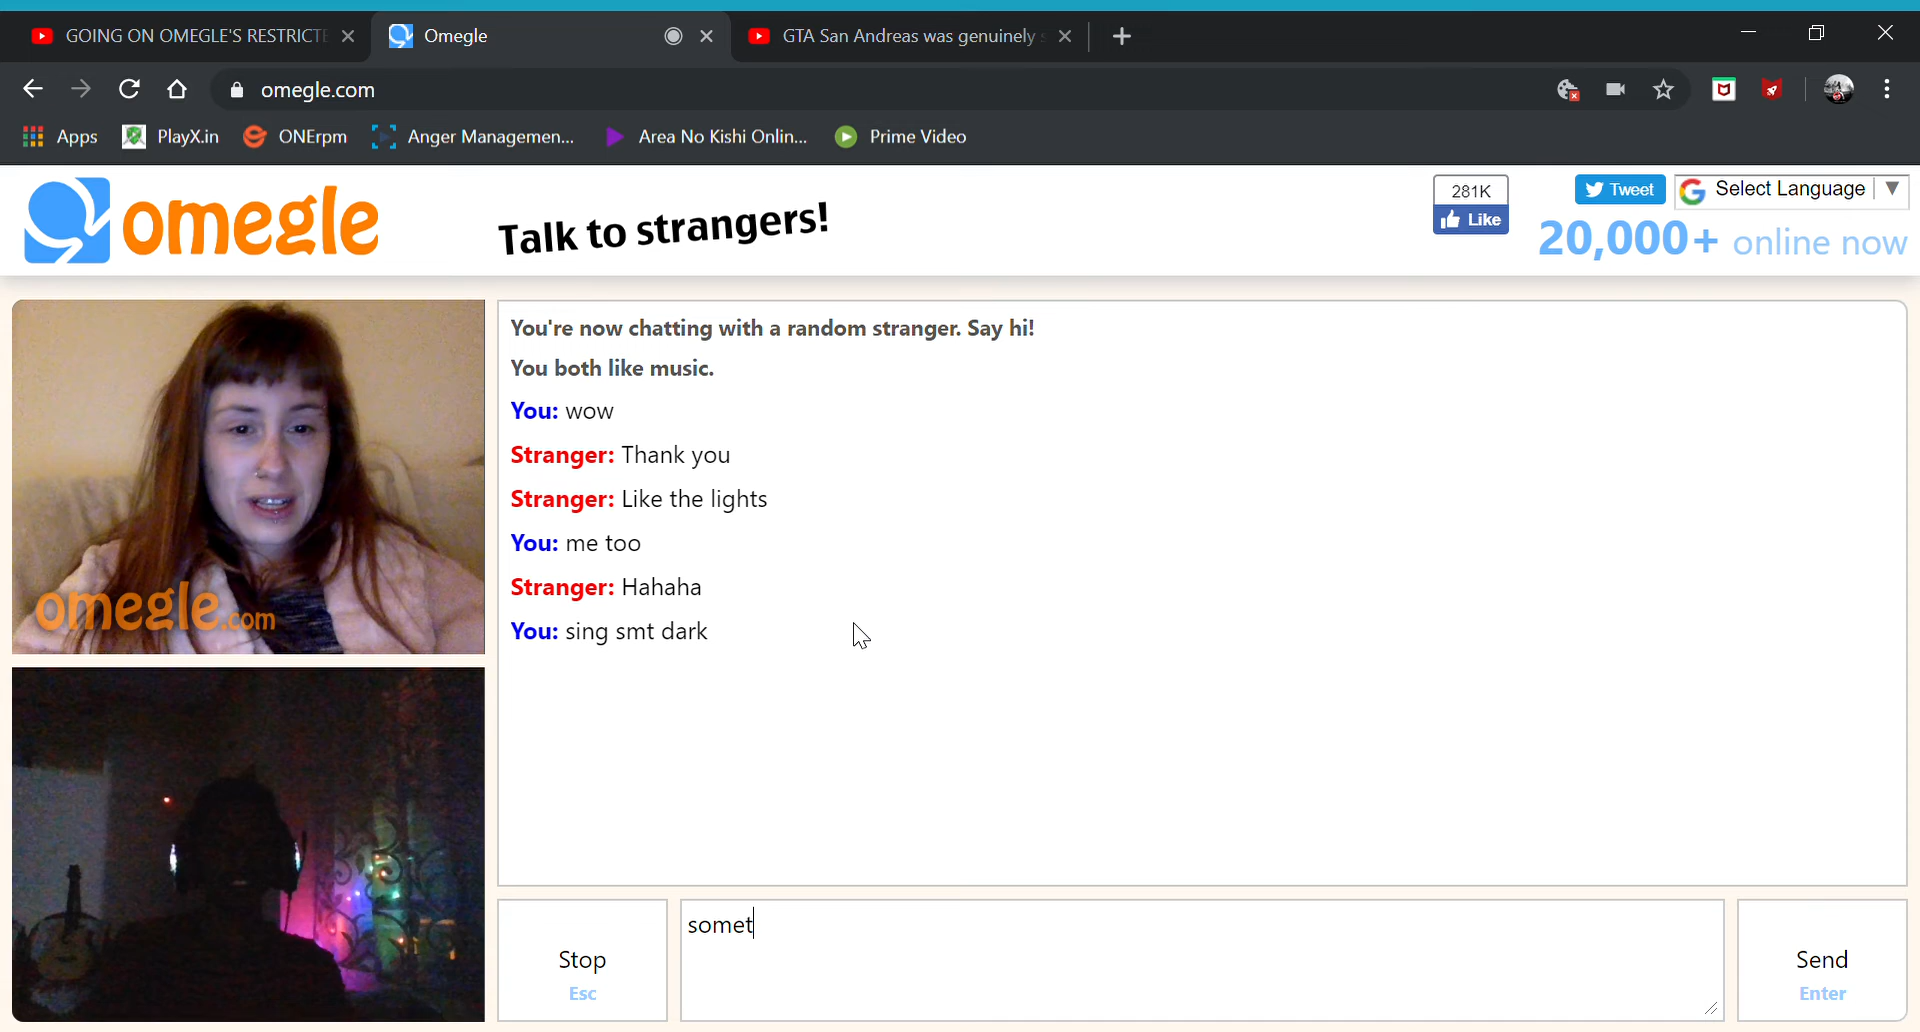 GOING ON OMEGLE'S RESTRICTE
Omegle
GTA San Andreas was genuinely s
omegle.com
Apps
PlayX.in
ONErpm
Anger Managemen...
Area No Kishi Onlin...
Prime Video
omegle
Talk to strangers!
281K
Like
Tweet
Select Language
20,000+ online now
omegle.com
You're now chatting with a random stranger. Say hi!
You both like music.
You: wow
Stranger: Thank you
Stranger: Like the lights
You: me too
Stranger: Hahaha
You: sing smt dark
Stop
Esc
somet
Send
Enter